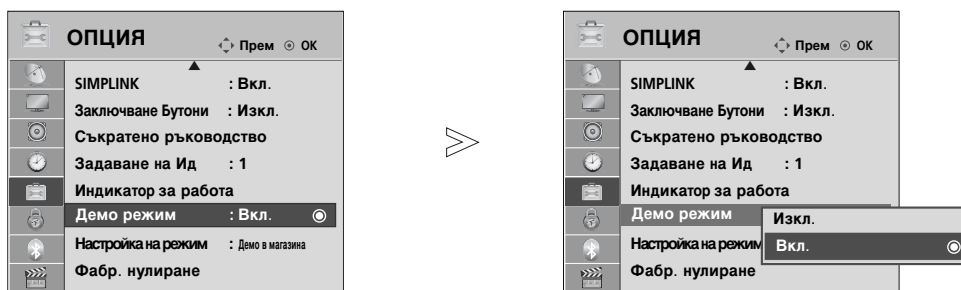 ОПЦИЯ
Прем ОК
SIMPLINK : Вкл.
Заключване Бутони : Изкл.
Съкратено ръководство
Задаване на Ид : 1
Индикатор за работа
Демо режим : Вкл.
Настройка на режим : Демо в магазина
Фабр. нулиране
ОПЦИЯ
Прем ОК
SIMPLINK : Вкл.
Заключване Бутони : Изкл.
Съкратено ръководство
Задаване на Ид : 1
Индикатор за работа
Демо режим
Изкл.
Настройка на режим
Вкл.
Фабр. нулиране